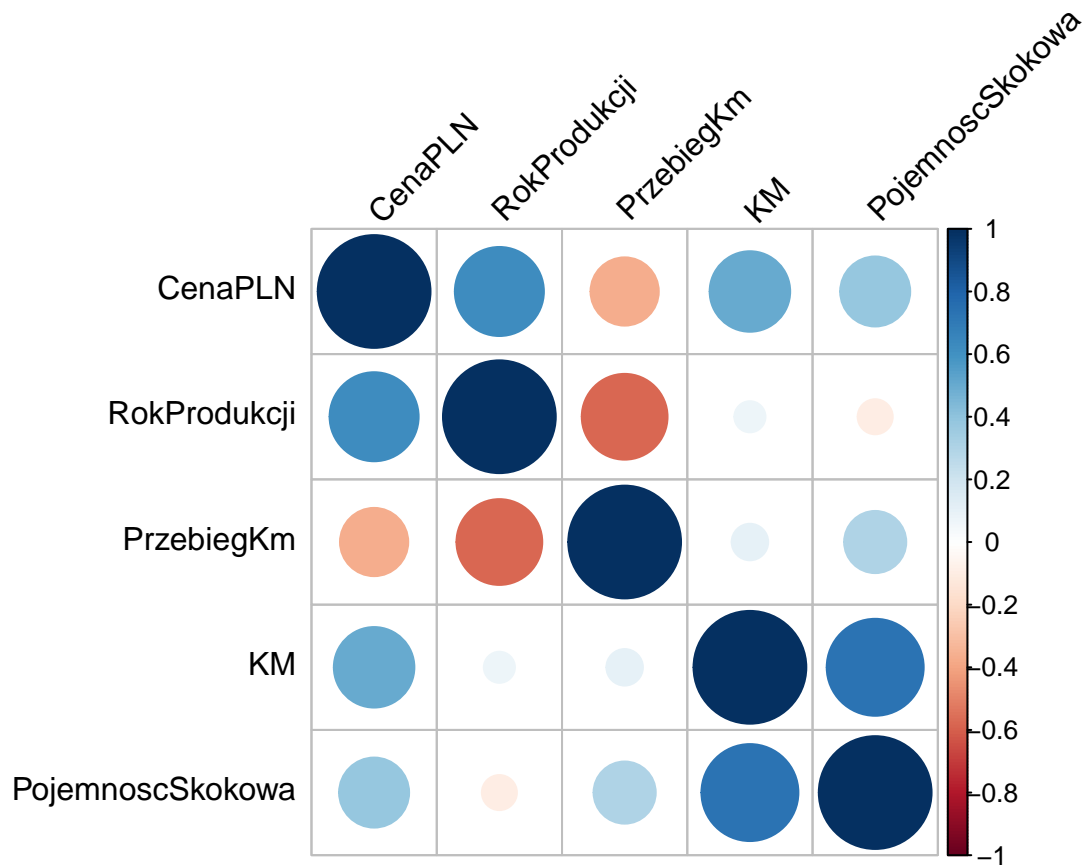 CenaPLN
RokProdukcji
PrzebiegKm
KM
PojemnoscSkokowa
CenaPLN
RokProdukcji
PrzebiegKm
KM
PojemnoscSkokowa
1
0.8
0.6
0.4
0.2
0
−0.2
−0.4
−0.6
−0.8
−1